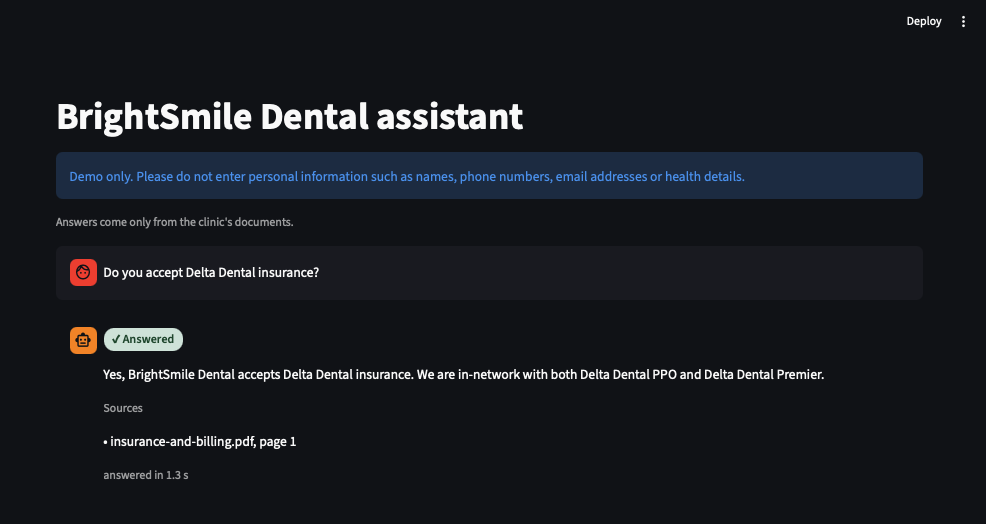 Deploy
BrightSmile Dental assistant
Demo only. Please do not enter personal information such as names, phone numbers, email addresses or health details.
Answers come only from the clinic's documents.
Do you accept Delta Dental insurance?
✓ Answered
Yes, BrightSmile Dental accepts Delta Dental insurance. We are in-network with both Delta Dental PPO and Delta Dental Premier.
Sources
• insurance-and-billing.pdf, page 1
answered in 1.3 s